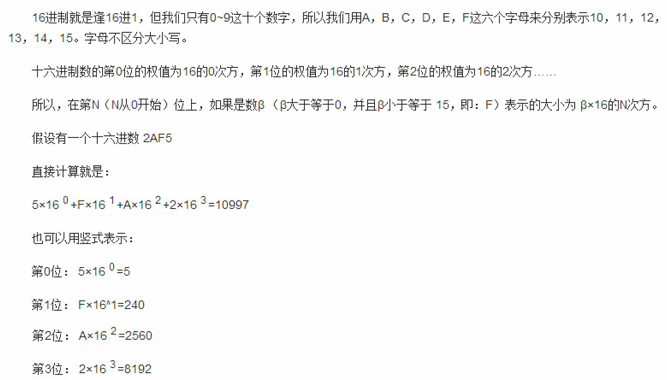 16进制就是逢16进1，但我们只有0~9这十个数字，所以我们用A，B，C，D，E，F这六个字母来分别表示10，11，12，
13，14，15。字母不区分大小写。
十六进制数的第0位的权值为16的0次方，第1位的权值为16的1次方，第2位的权值为16的2次方……
所以，在第N（N从0开始）位上，如果是数β （β大于等于0，并且β小于等于 15，即：F）表示的大小为 β×16的N次方。
假设有一个十六进数 2AF5
直接计算就是：
5×16 ⁰ +F×16 ¹ +A×16 ² +2×16 ³ =10997
也可以用竖式表示：
第0位： 5×16 ⁰ =5
第1位： F×16^1=240
第2位： A×16 ² =2560
第3位： 2×16 ³ =8192